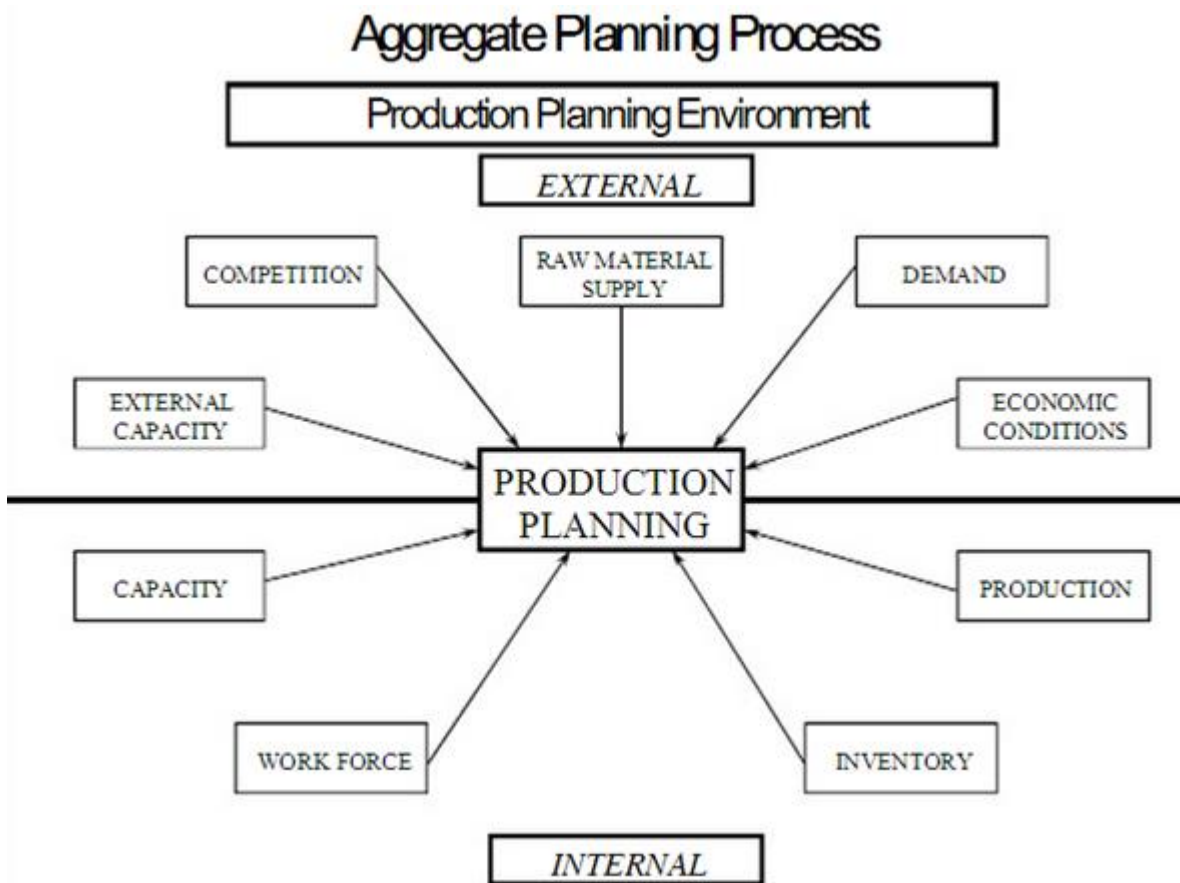 Aggregate Planning Process
Production Planning Environment
EXTERNAL
COMPETITION
RAW MATERIAL
SUPPLY
DEMAND
EXTERNAL
CAPACITY
ECONOMIC
CONDITIONS
PRODUCTION
PLANNING
CAPACITY
PRODUCTION
WORK FORCE
INVENTORY
INTERNAL